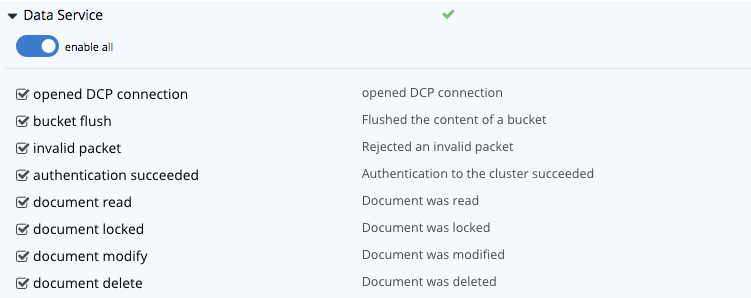 Data Service
enable all
opened DCP connection opened DCP connection
bucket flush Flushed the content of a bucket
invalid packet Rejected an invalid packet
authentication succeeded Authentication to the cluster succeeded
document read Document was read
document locked Document was locked
document modify Document was modified
document delete Document was deleted